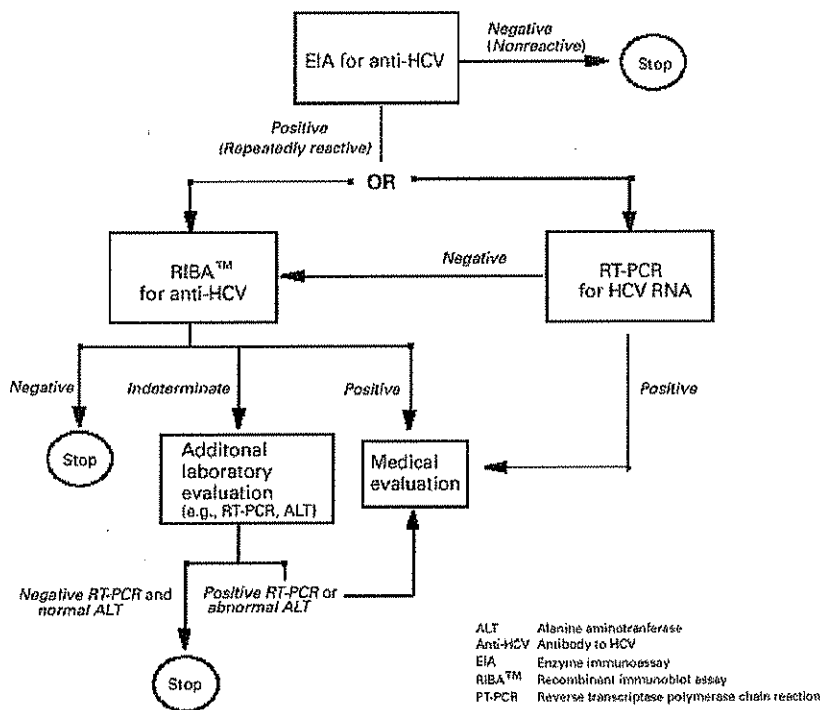 EIA for anti-HCV
Negative
(Nonreactive)
Stop
Positive
(Repeatedly reactive)
OR
RIBA™
for anti-HCV
Negative
RT-PCR
for HCV RNA
Negative
Indeterminate
Positive
Positive
Stop
Additonal
laboratory
evaluation
(e.g., RT-PCR, ALT)
Medical
evaluation
Negative RT-PCR and
normal ALT
Positive RT-PCR or
abnormal ALT
Stop
ALT Alanine aminotranferase
Anti-HCV Antibody to HCV
EIA Enzyme immunoassay
RIBA™ Recombinant immunoblot assay
PT-PCR Reverse transcriptase polymerase chain reaction